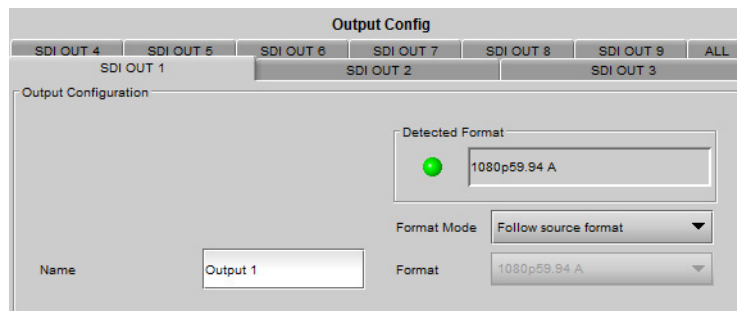 Output Config
SDI OUT 4 SDI OUT 5 SDI OUT 6 SDI OUT 7 SDI OUT 8 SDI OUT 9 ALL
SDI OUT 1 SDI OUT 2 SDI OUT 3
Output Configuration
Detected Format
1080p59.94 A
Format Mode Follow source format
Name Output 1 Format 1080p59.94 A